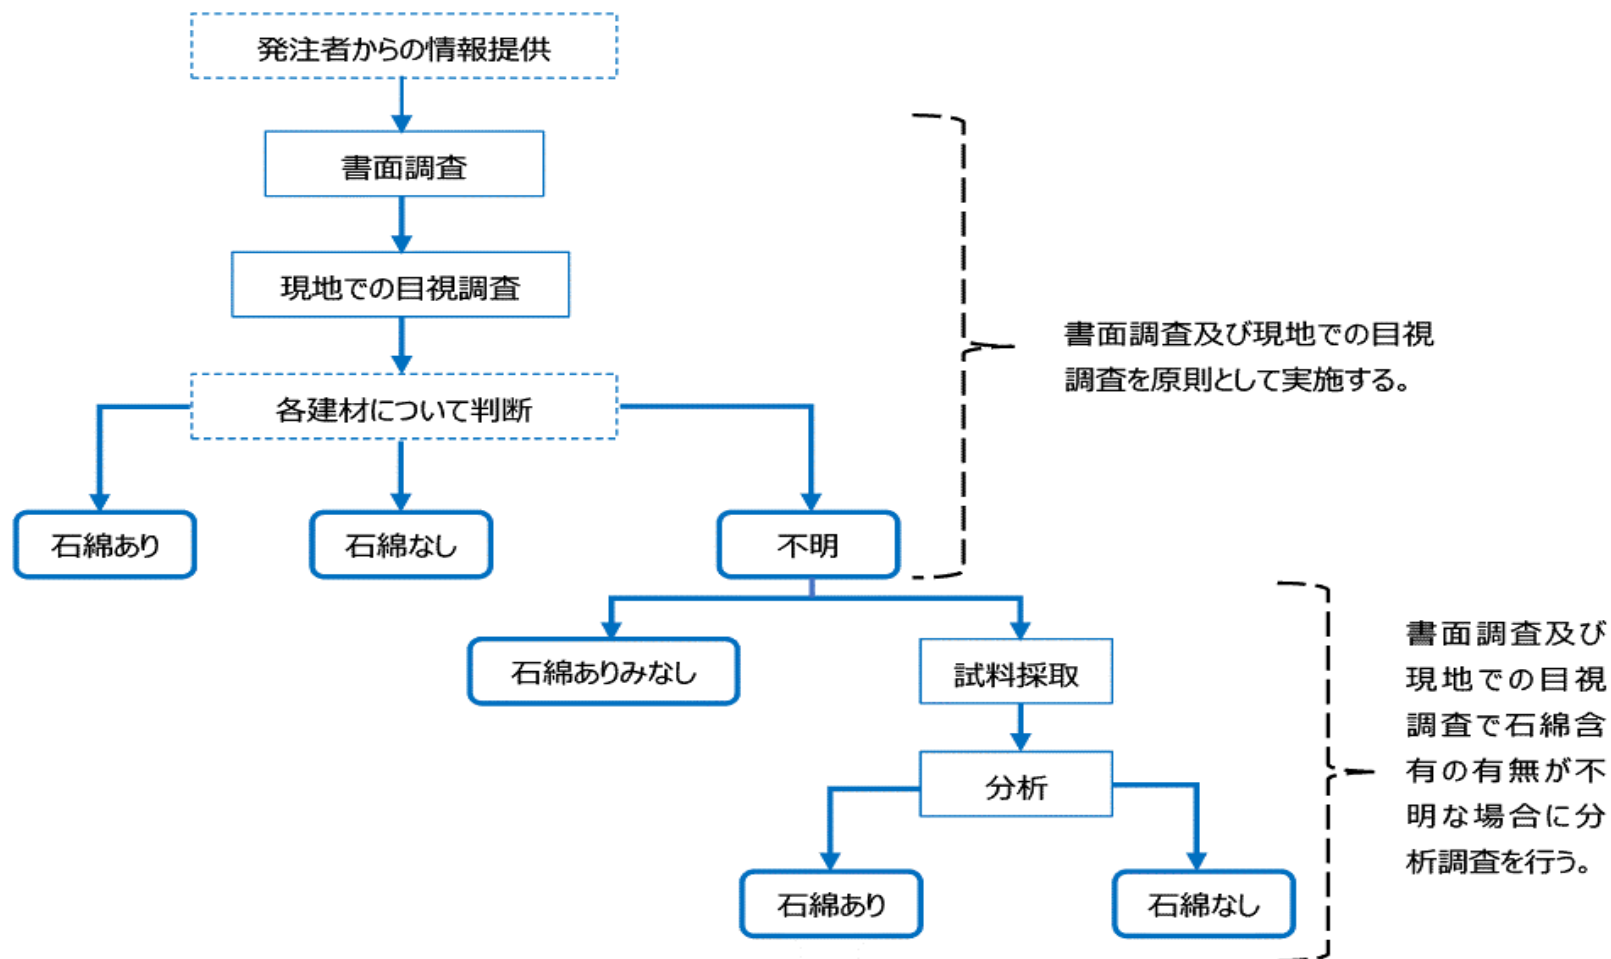 発注者からの情報提供
書面調査
現地での目視調査
各建材について判断
石綿あり
石綿なし
不明
書面調査及び現地での目視
調査を原則として実施する。
石綿ありみなし
試料採取
分析
石綿あり
石綿なし
書面調査及び
現地での目視
調査で石綿含
有の有無が不
明な場合に分
析調査を行う。